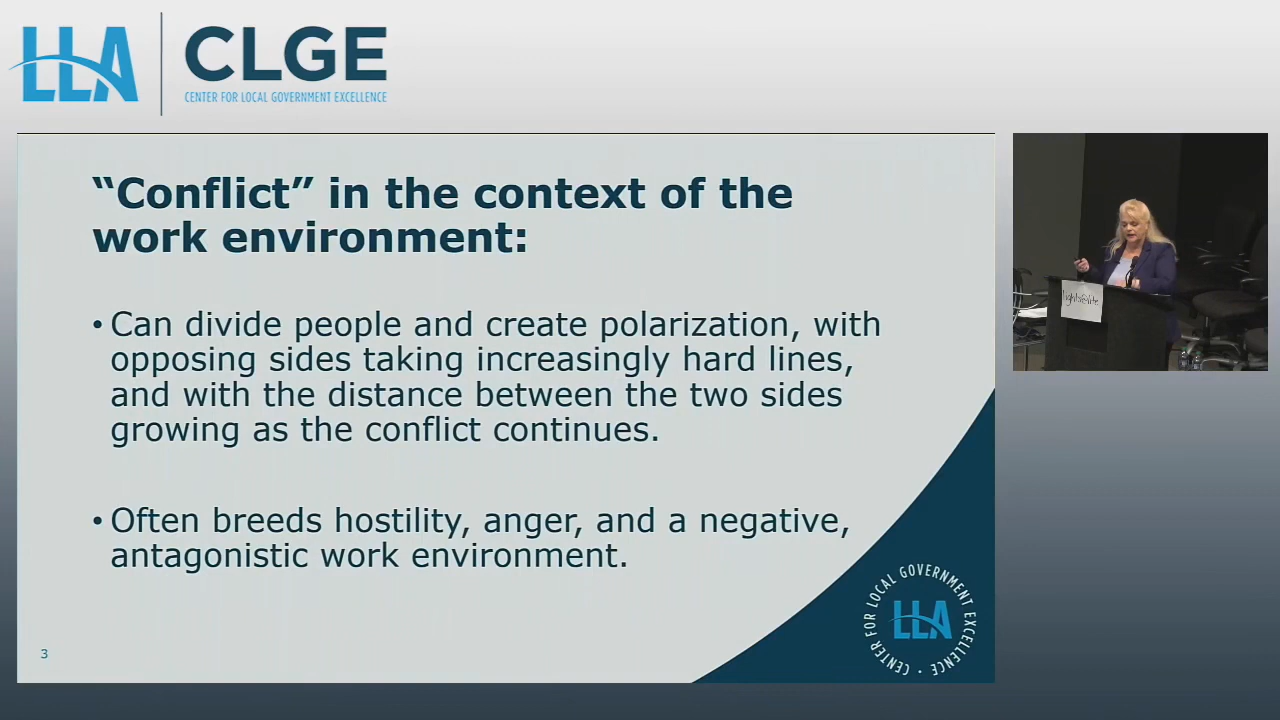 LLA
CLGE
CENTER FOR LOCAL GOVERNMENT EXCELLENCE
“Conflict” in the context of the
work environment:
• Can divide people and create polarization, with
opposing sides taking increasingly hard lines,
and with the distance between the two sides
growing as the conflict continues.
• Often breeds hostility, anger, and a negative,
antagonistic work environment.
3
CENTER FOR LOCAL GOVERNMENT EXCELLENCE
LLA